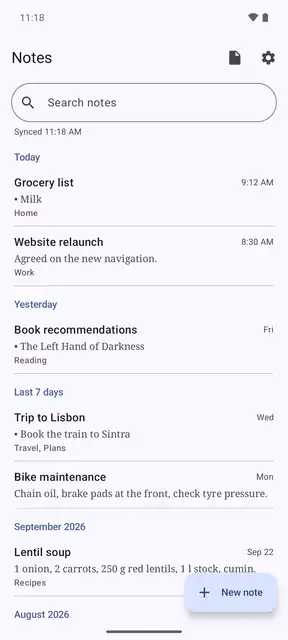 11:18
Notes
Search notes
Synced 11:18 AM
Today
Grocery list 9:12 AM
• Milk
Home
Website relaunch 8:30 AM
Agreed on the new navigation.
Work
Yesterday
Book recommendations Fri
• The Left Hand of Darkness
Reading
Last 7 days
Trip to Lisbon Wed
• Book the train to Sintra
Travel, Plans
Bike maintenance Mon
Chain oil, brake pads at the front, check tyre pressure.
September 2026
Lentil soup Sep 22
1 onion, 2 carrots, 250 g red lentils, 1 l stock, cumin.
Recipes
New note
August 2026